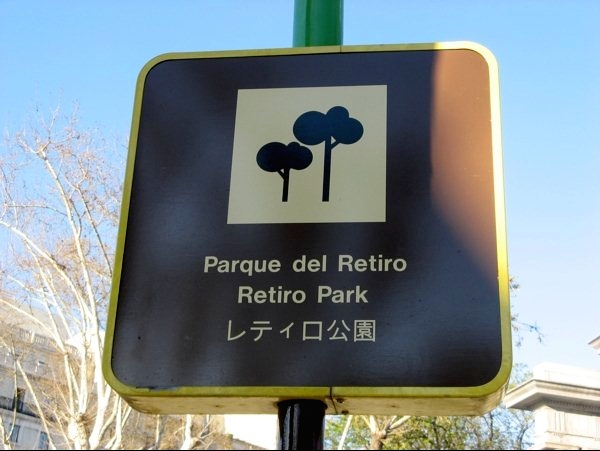 Parque del Retiro
Retiro Park
レティロ公園